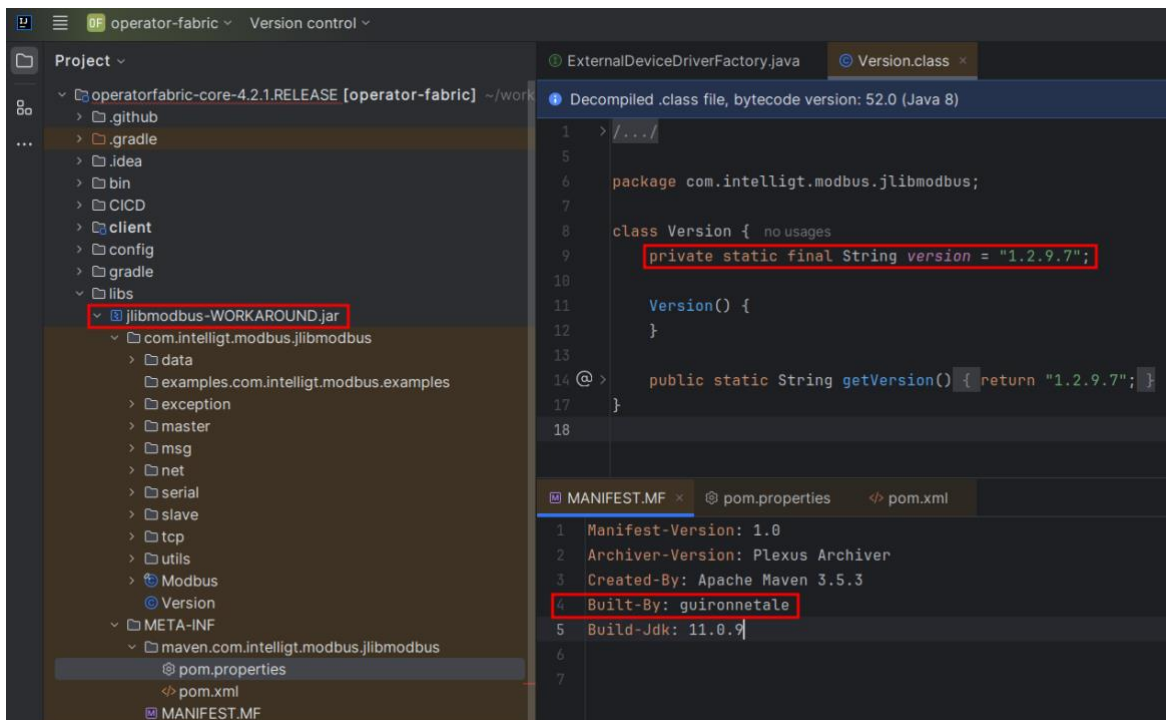 operator-fabric Version control
Project
operatorfabric-core-4.2.1.RELEASE [operator-fabric] ~/work
.github
.gradle
.idea
bin
CICD
client
config
gradle
libs
jlibmodbus-WORKAROUND.jar
com.intelligt.modbus.jlibmodbus
data
examples.com.intelligt.modbus.examples
exception
master
msg
net
serial
slave
tcp
utils
Modbus
Version
META-INF
maven.com.intelligt.modbus.jlibmodbus
pom.properties
pom.xml
MANIFEST.MF
ExternalDeviceDriverFactory.java Version.class
Decompiled .class file, bytecode version: 52.0 (Java 8)
1 /.../
5
6 package com.intelligt.modbus.jlibmodbus;
7
8 class Version { no usages
9 private static final String version = "1.2.9.7";
10
11 Version() {
12 }
13
14 @ public static String getVersion() { return "1.2.9.7"; }
17 }
18
MANIFEST.MF pom.properties pom.xml
1 Manifest-Version: 1.0
2 Archiver-Version: Plexus Archiver
3 Created-By: Apache Maven 3.5.3
4 Built-By: guironnetale
5 Build-Jdk: 11.0.9
6
7